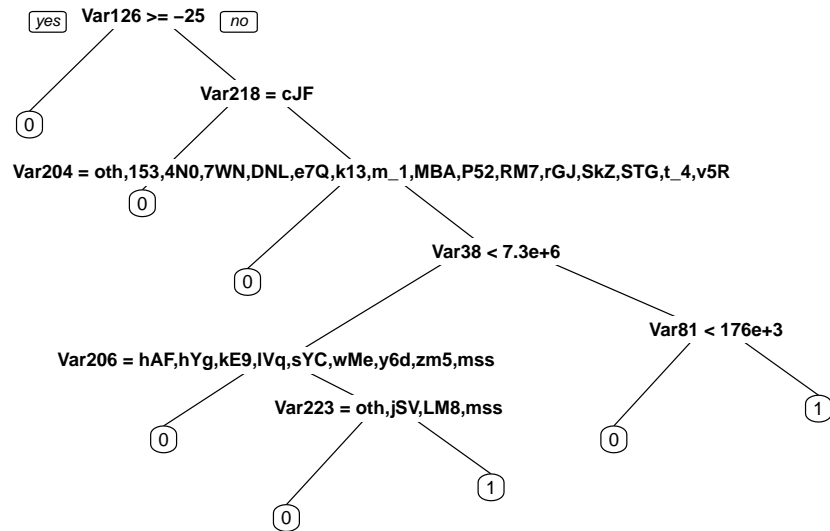 yes Var126 >= −25 no
Var218 = cJF
0
Var204 = oth,153,4N0,7WN,DNL,e7Q,k13,m_1,MBA,P52,RM7,rGJ,SkZ,STG,t_4,v5R
0
Var38 < 7.3e+6
0
Var81 < 176e+3
Var206 = hAF,hYg,kE9,lVq,sYC,wMe,y6d,zm5,mss
Var223 = oth,jSV,LM8,mss
1
0
0
1
0